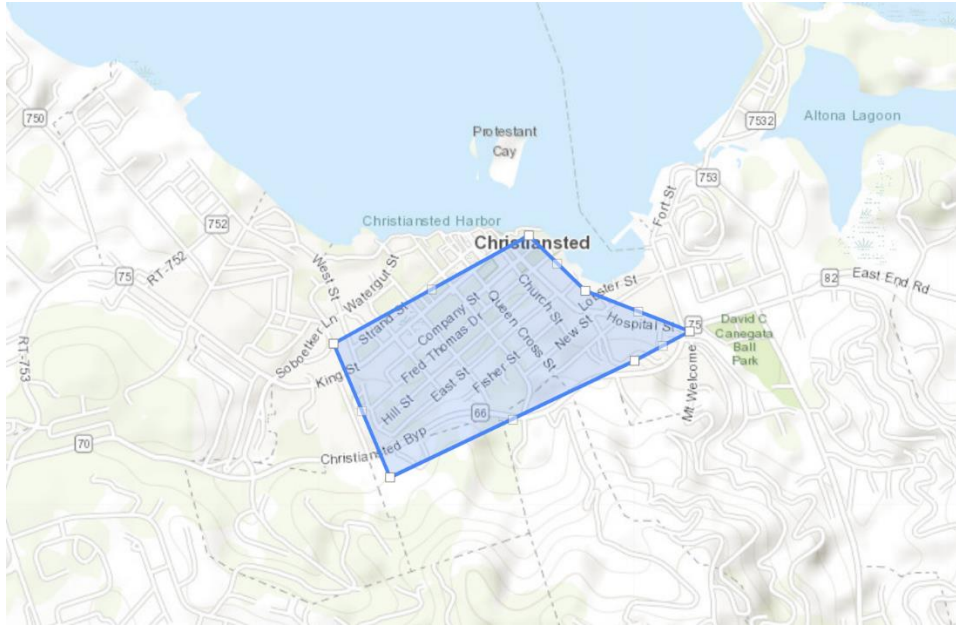 750
Protestant
Cay
7532
Altona Lagoon
753
752
Christiansted Harbor
Fort St
Christiansted
75
RT-752
West St
Watergut St
82
East End Rd
RT-753
Soboetker Ln
Strand St
Company St
Church St
Lobster St
Queen Cross St
Hospital St
75
David C
Canegata
Ball
Park
King St
Fred Thomas Dr
New St
East St
Fisher St
Mt Welcome
Hill St
66
70
Christiansted Byp